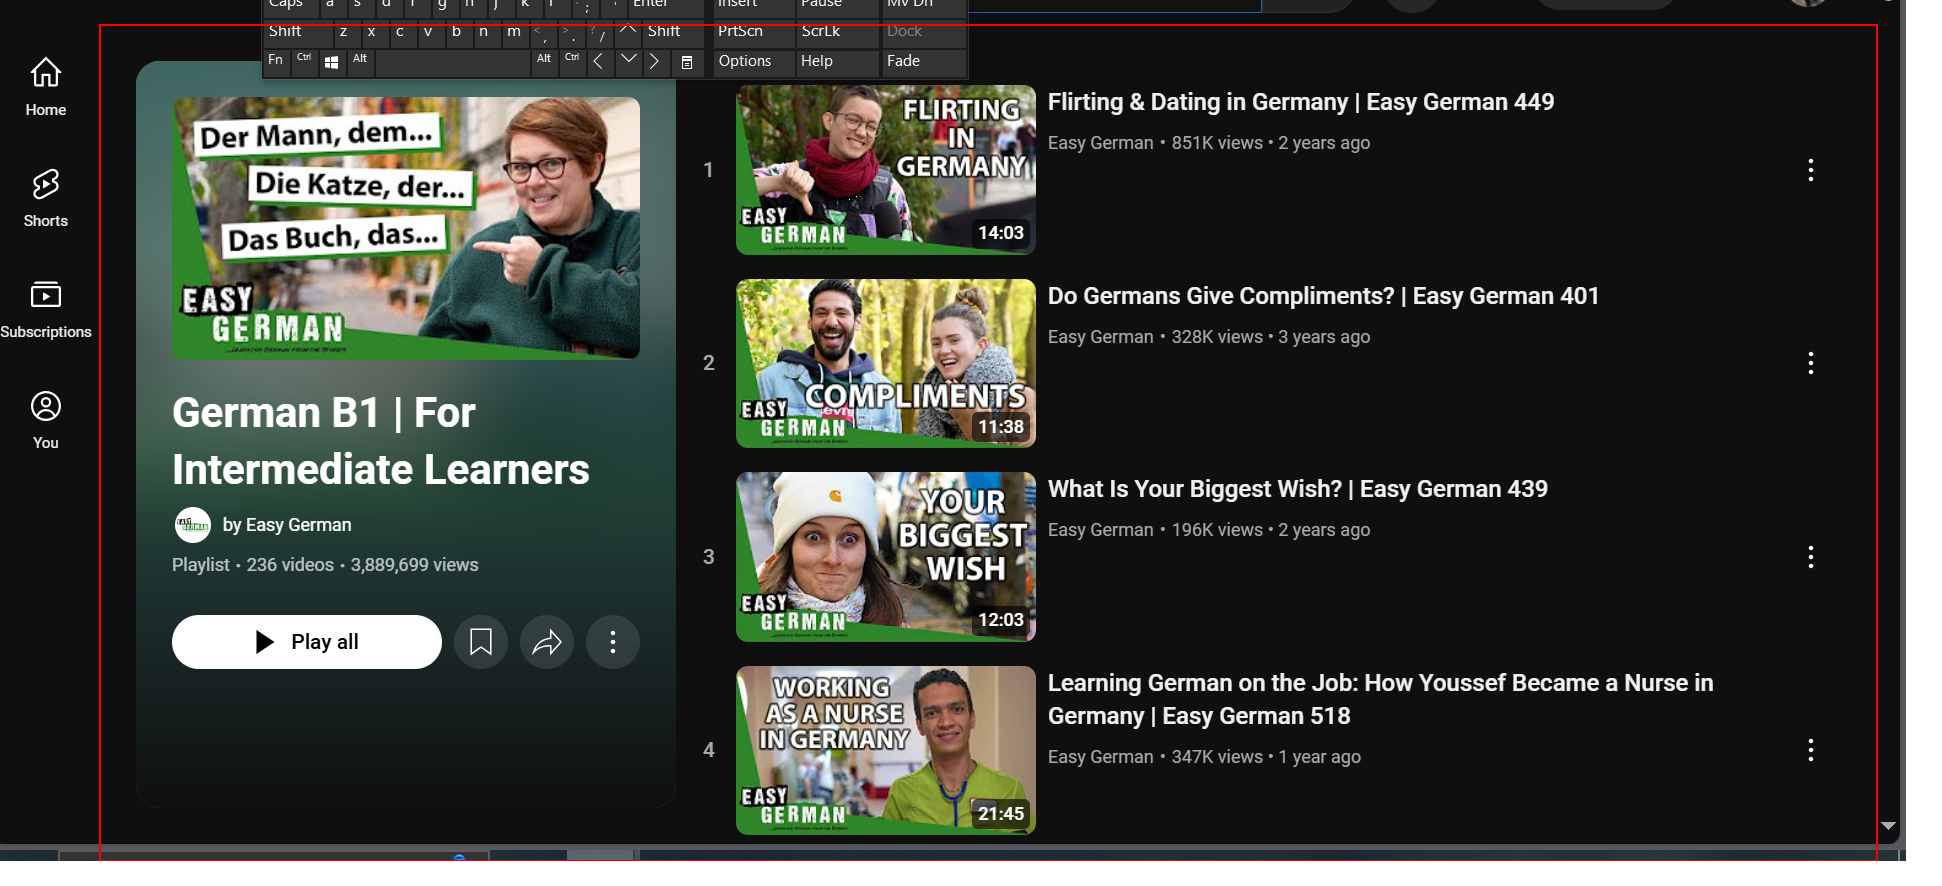 Caps a s d f g h j k l ; ' Enter Insert Pause Mv Dn
Shift z x c v b n m < , > . ? / Shift PrtScn ScrLk Dock
Fn Ctrl Alt Alt Ctrl Options Help Fade
Home
Shorts
Subscriptions
You
Der Mann, dem...
Die Katze, der...
Das Buch, das...
EASY
GERMAN
German B1 | For
Intermediate Learners
by Easy German
Playlist • 236 videos • 3,889,699 views
Play all
1
FLIRTING
IN
GERMANY
EASY
GERMAN
14:03
Flirting & Dating in Germany | Easy German 449
Easy German • 851K views • 2 years ago
2
COMPLIMENTS
EASY
GERMAN
11:38
Do Germans Give Compliments? | Easy German 401
Easy German • 328K views • 3 years ago
3
YOUR
BIGGEST
WISH
EASY
GERMAN
12:03
What Is Your Biggest Wish? | Easy German 439
Easy German • 196K views • 2 years ago
4
WORKING
AS A NURSE
IN GERMANY
EASY
GERMAN
21:45
Learning German on the Job: How Youssef Became a Nurse in
Germany | Easy German 518
Easy German • 347K views • 1 year ago